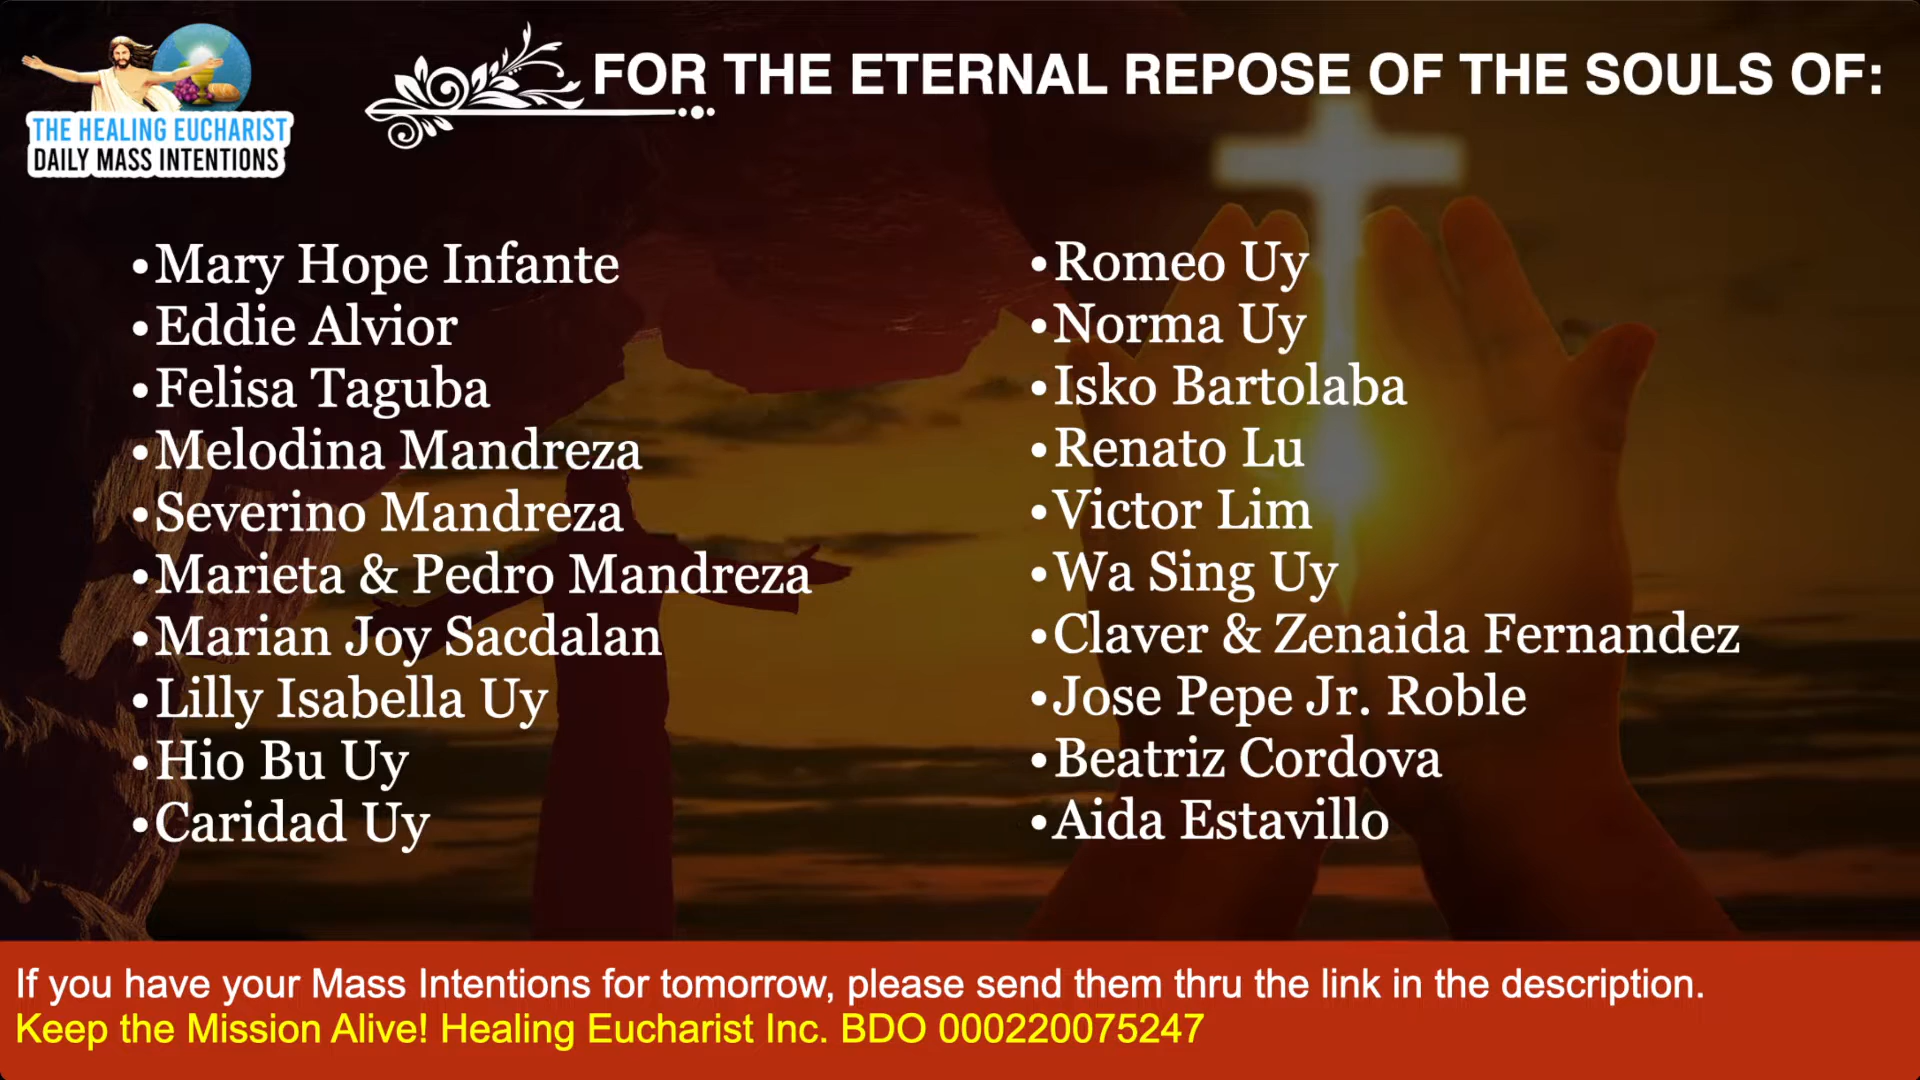 THE HEALING EUCHARIST
DAILY MASS INTENTIONS
FOR THE ETERNAL REPOSE OF THE SOULS OF:
•Mary Hope Infante
•Eddie Alvior
•Felisa Taguba
•Melodina Mandreza
•Severino Mandreza
•Marieta & Pedro Mandreza
•Marian Joy Sacdalan
•Lilly Isabella Uy
•Hio Bu Uy
•Caridad Uy
•Romeo Uy
•Norma Uy
•Isko Bartolaba
•Renato Lu
•Victor Lim
•Wa Sing Uy
•Claver & Zenaida Fernandez
•Jose Pepe Jr. Roble
•Beatriz Cordova
•Aida Estavillo
If you have your Mass Intentions for tomorrow, please send them thru the link in the description.
Keep the Mission Alive! Healing Eucharist Inc. BDO 000220075247